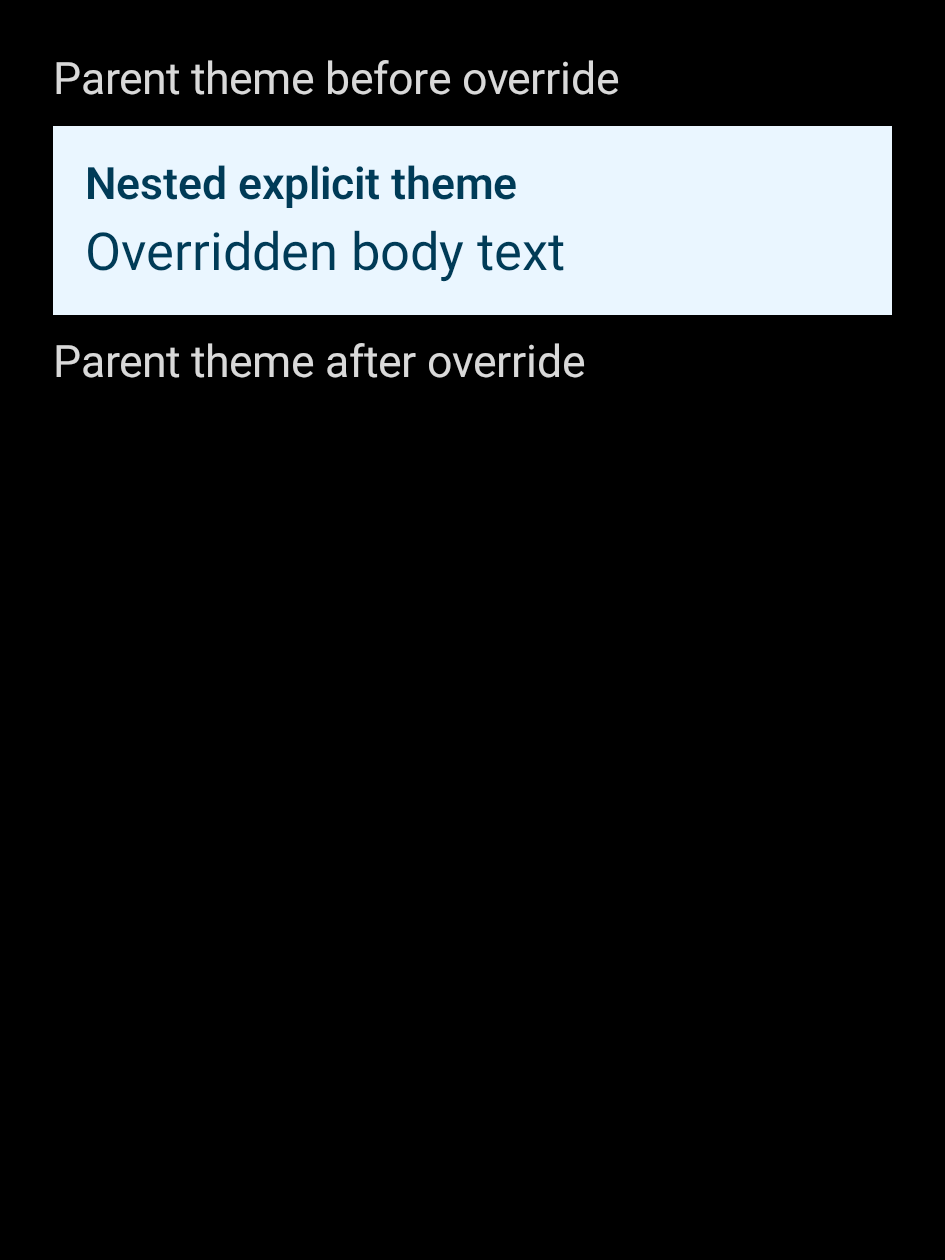 Parent theme before override
Nested explicit theme
Overridden body text
Parent theme after override